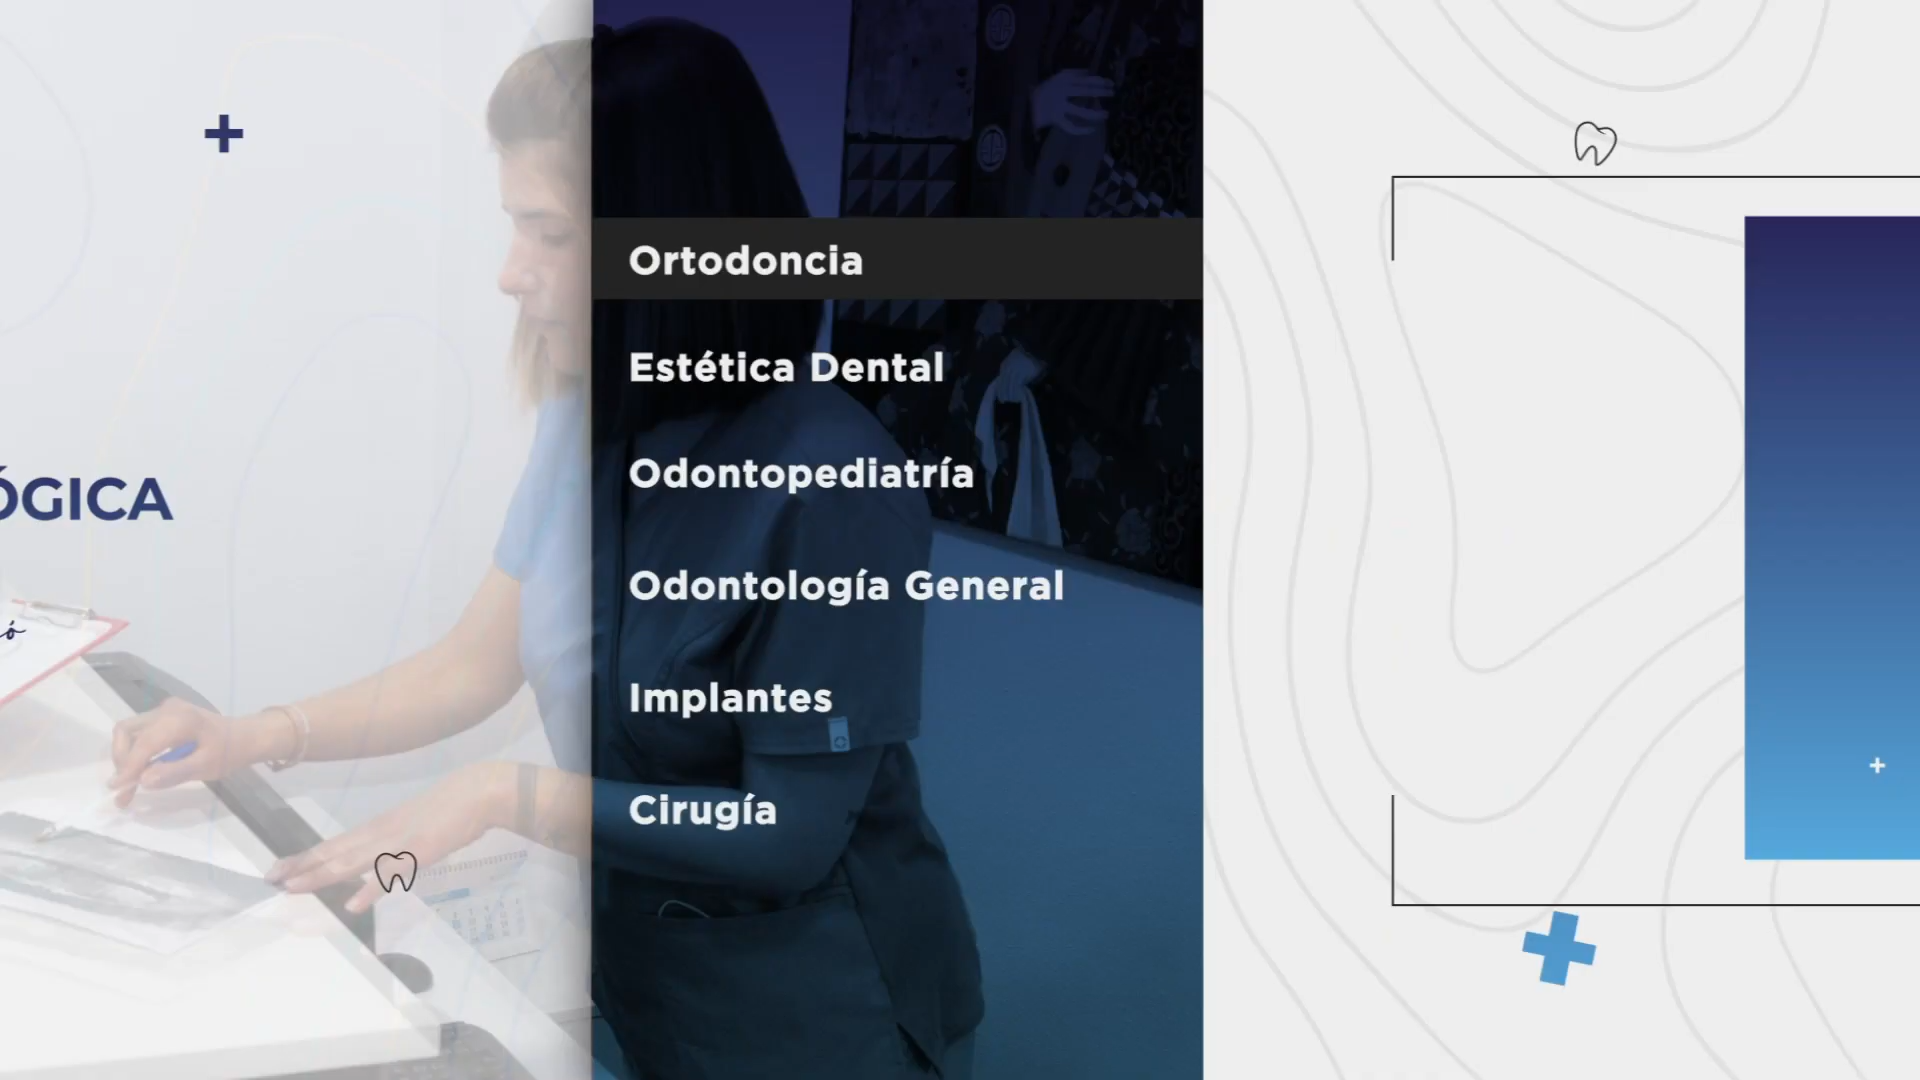 ÓGICA
Ortodoncia
Estética Dental
Odontopediatría
Odontología General
Implantes
Cirugía